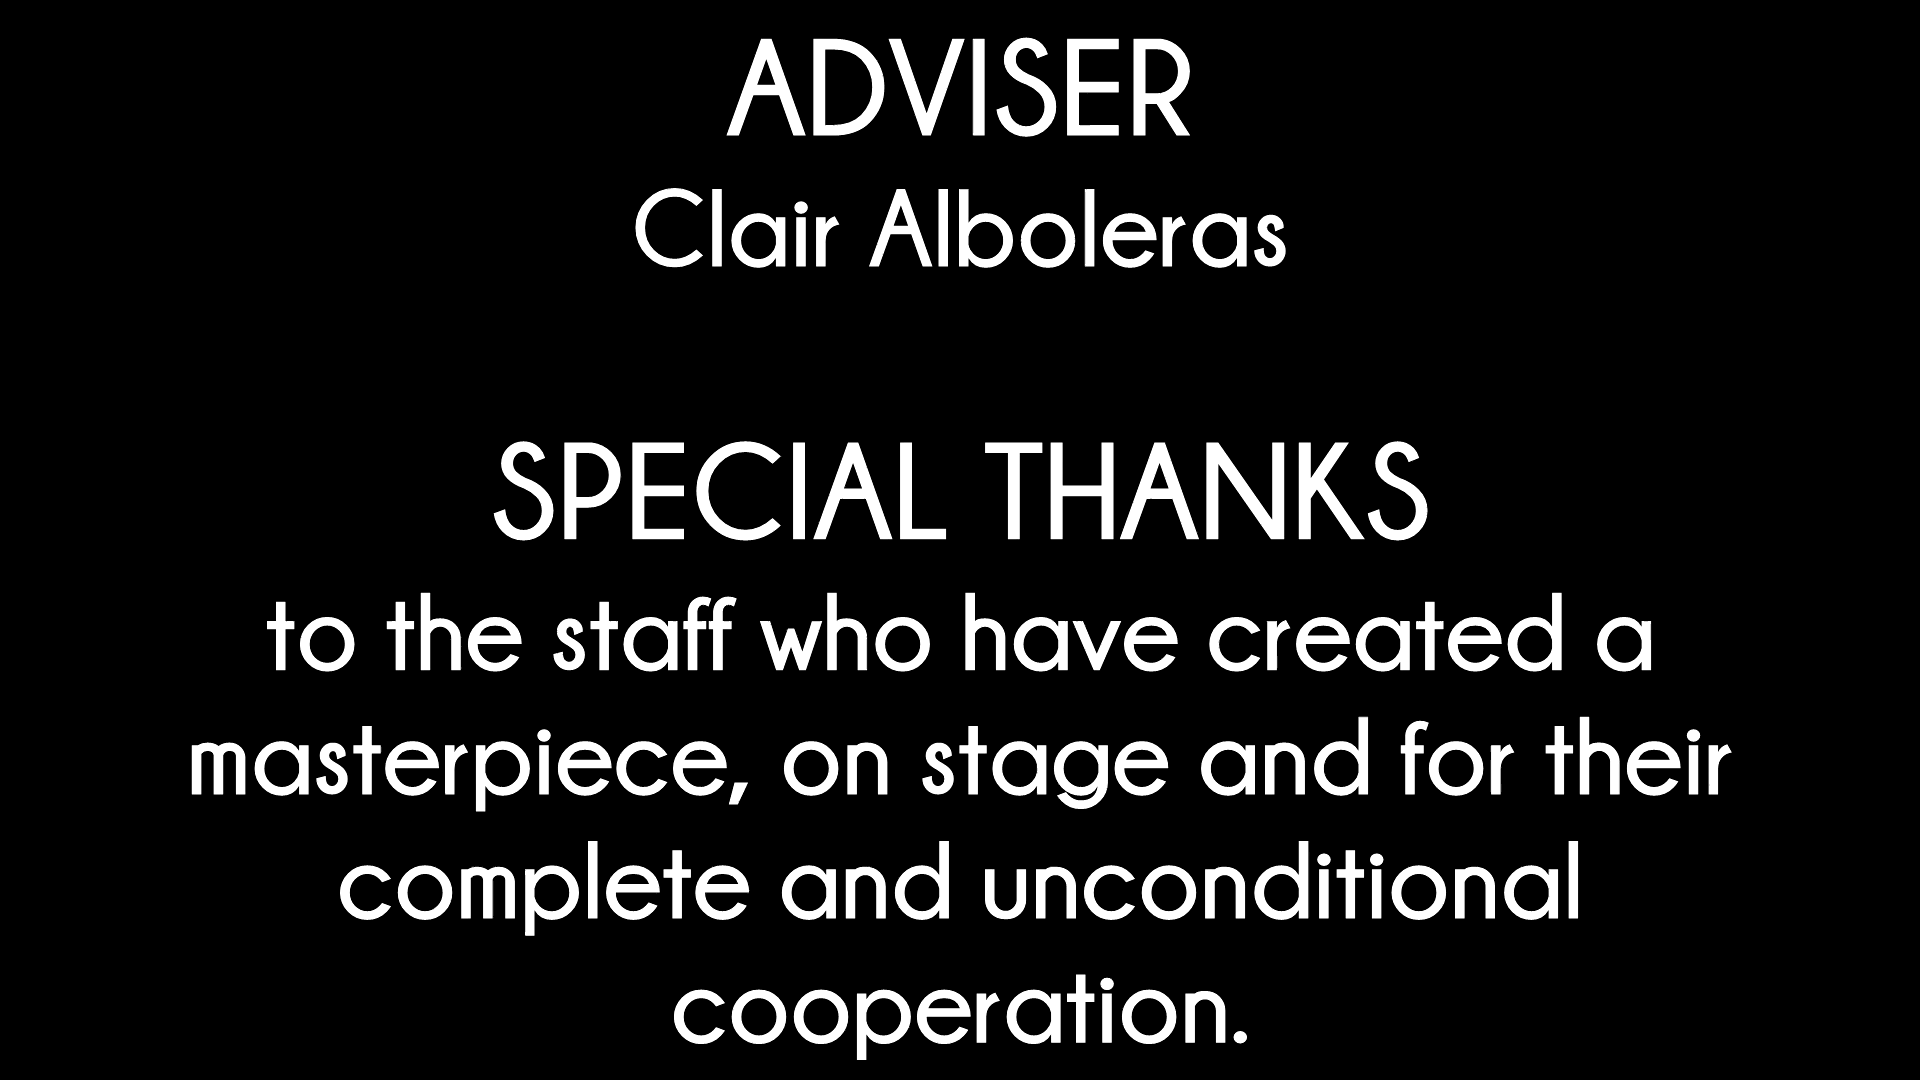 ADVISER
Clair Alboleras
SPECIAL THANKS
to the staff who have created a
masterpiece, on stage and for their
complete and unconditional
cooperation.